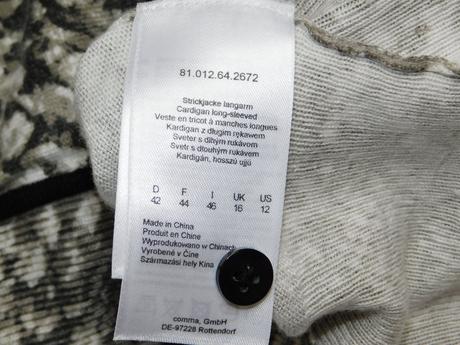 81.012.64.2672
Strickjacke langarm
Cardigan long-sleeved
Veste en tricot à manches longues
Kardigan z długim rękawem
Sveter s dlhým rukávom
Svetr s dlouhým rukávem
Kardigán, hosszú ujjú
D F I UK US
42 44 46 16 12
Made in China
Produit en Chine
Wyprodukowano w Chinach
Vyrobené v Číne
Származási hely Kína
comma, GmbH
DE-97228 Rottendorf